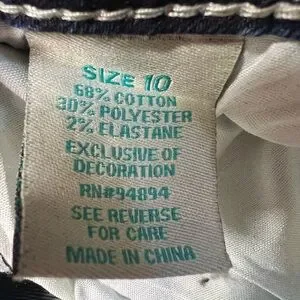 SIZE 10
68% COTTON
30% POLYESTER
2% ELASTANE
EXCLUSIVE OF
DECORATION
RN#94894
SEE REVERSE
FOR CARE
MADE IN CHINA